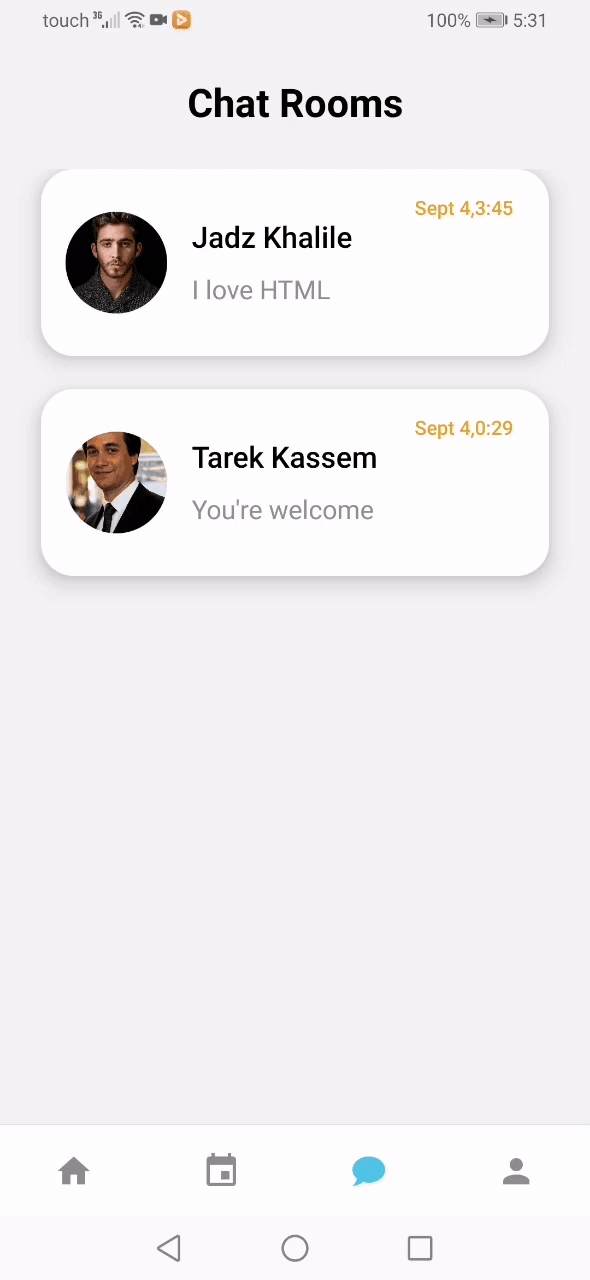 touch 3G 100% 5:31
Chat Rooms
Sept 4,3:45
Jadz Khalile
I love HTML
Sept 4,0:29
Tarek Kassem
You're welcome